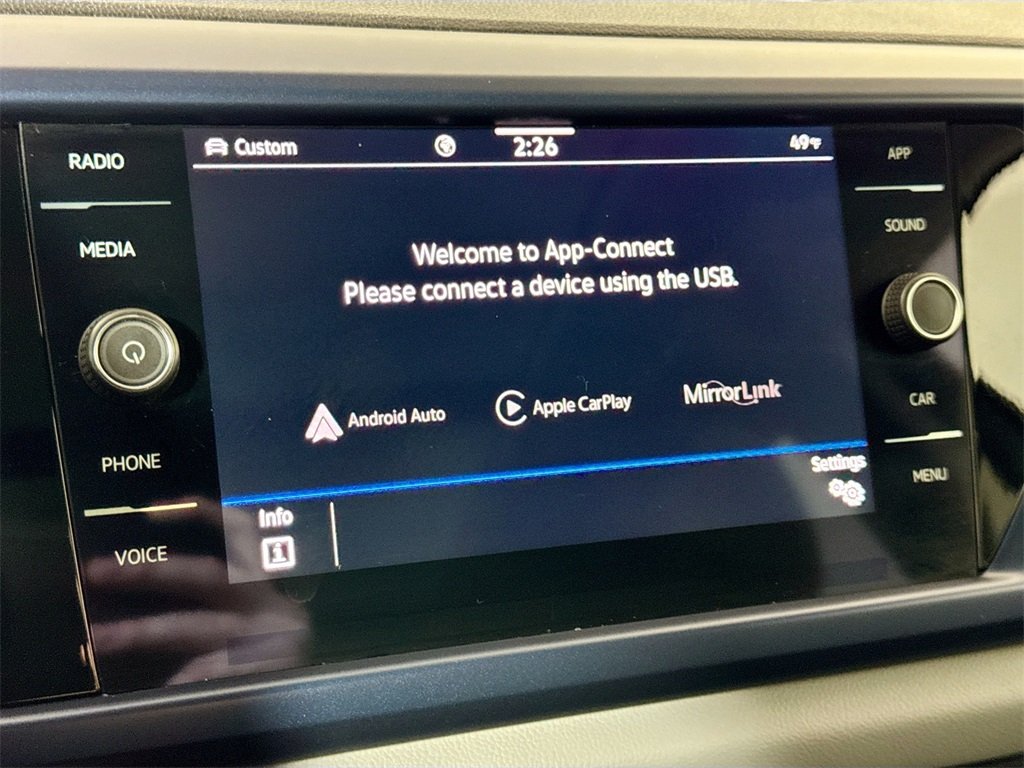 RADIO
MEDIA
PHONE
VOICE
Custom 2:26 49°F
Welcome to App-Connect
Please connect a device using the USB.
Android Auto Apple CarPlay MirrorLink
Settings
Info
APP
SOUND
CAR
MENU